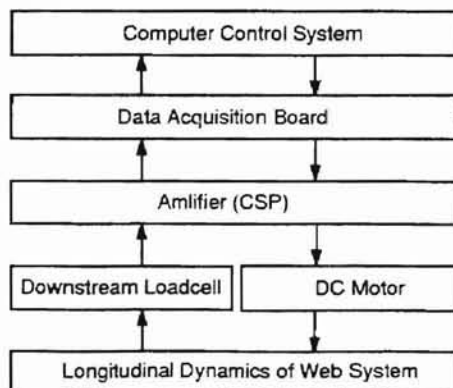 Computer Control System
Data Acquisition Board
Amlifier (CSP)
Downstream Loadcell
DC Motor
Longitudinal Dynamics of Web System